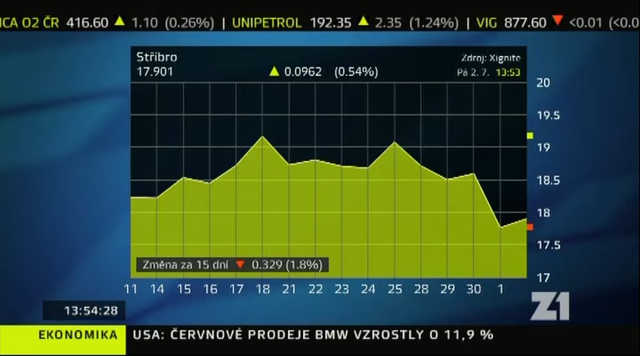 ICA O2 ČR 416.60 ▲ 1.10 (0.26%) | UNIPETROL 192.35 ▲ 2.35 (1.24%) | VIG 877.60 ▼ <0.01 (<0.0
Stříbro
Zdroj: Xignite
17.901 ▲ 0.0962 (0.54%)
Pá 2. 7. 13:53
20
19.5
19
18.5
18
17.5
17
Změna za 15 dní ▼ 0.329 (1.8%)
11 14 15 16 17 18 21 22 23 24 25 28 29 30 1
13:54:28
Z1
EKONOMIKA
USA: ČERVNOVÉ PRODEJE BMW VZROSTLY O 11,9 %